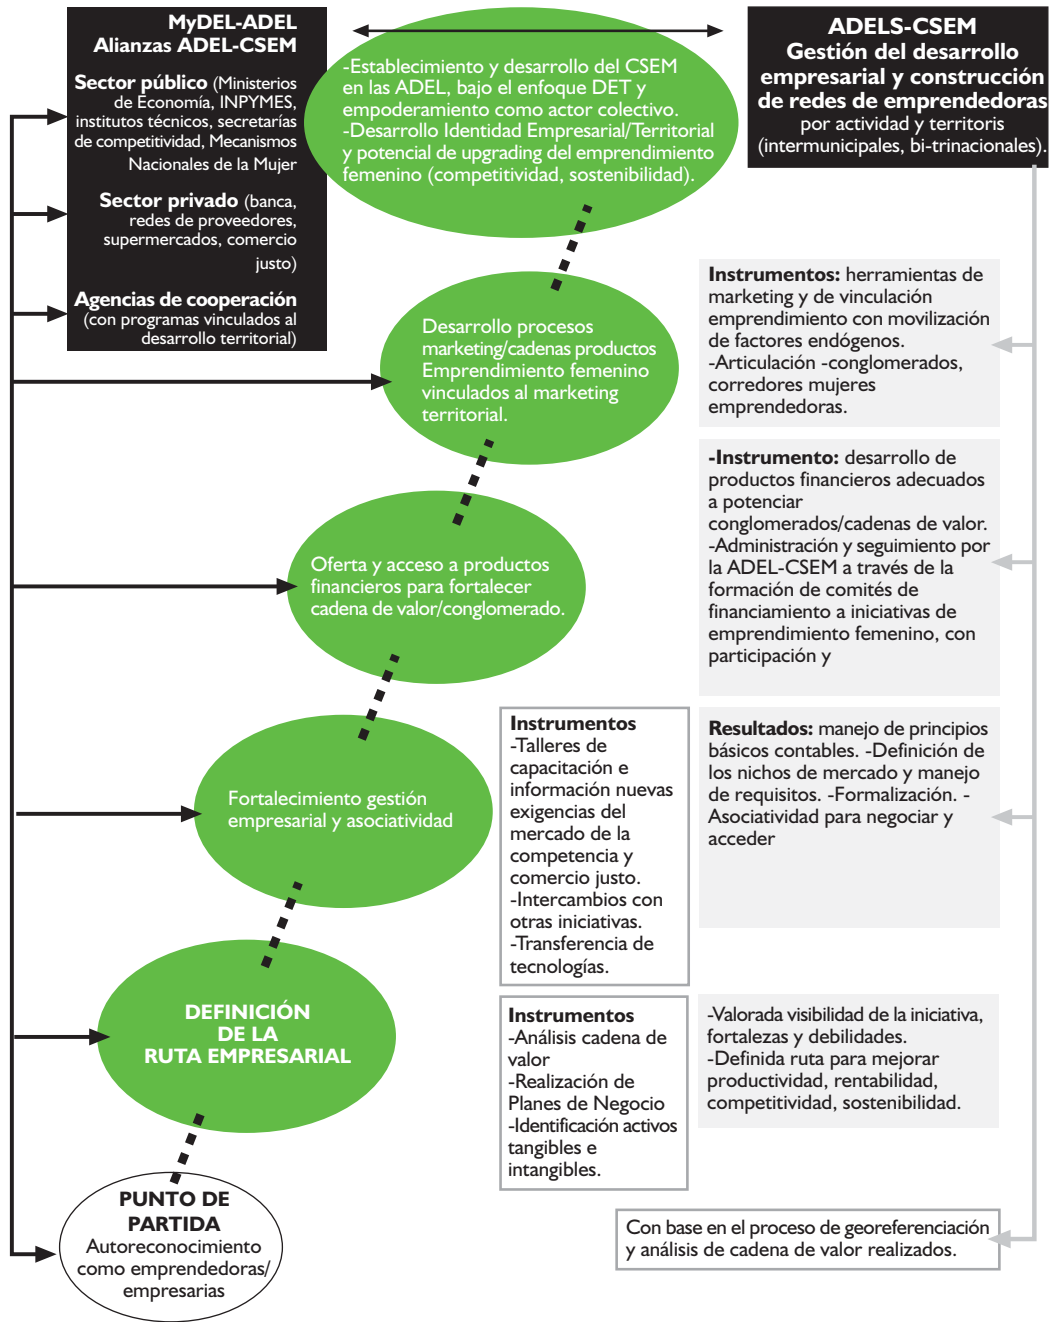 MyDEL-ADEL
Alianzas ADEL-CSEM
Sector público (Ministerios
de Economía, INPYMES,
institutos técnicos, secretarías
de competitividad, Mecanismos
Nacionales de la Mujer
Sector privado (banca,
redes de proveedores,
supermercados, comercio
justo)
Agencias de cooperación
(con programas vinculados al
desarrollo territorial)
-Establecimiento y desarrollo del CSEM
en las ADEL, bajo el enfoque DET y
empoderamiento como actor colectivo.
-Desarrollo Identidad Empresarial/Territorial
y potencial de upgrading del emprendimiento
femenino (competitividad, sostenibilidad).
ADELS-CSEM
Gestión del desarrollo
empresarial y construcción
de redes de emprendedoras
por actividad y territoris
(intermunicipales, bi-trinacionales).
Desarrollo procesos
marketing/cadenas productos
Emprendimiento femenino
vinculados al marketing
territorial.
Instrumentos: herramientas de
marketing y de vinculación
emprendimiento con movilización
de factores endógenos.
-Articulación -conglomerados,
corredores mujeres
emprendedoras.
Oferta y acceso a productos
financieros para fortalecer
cadena de valor/conglomerado.
-Instrumento: desarrollo de
productos financieros adecuados
a potenciar
conglomerados/cadenas de valor.
-Administración y seguimiento por
la ADEL-CSEM a través de la
formación de comités de
financiamiento a iniciativas de
emprendimiento femenino, con
participación y
Fortalecimiento gestión
empresarial y asociatividad
Instrumentos
-Talleres de
capacitación e
información nuevas
exigencias del
mercado de la
competencia y
comercio justo.
-Intercambios con
otras iniciativas.
-Transferencia de
tecnologías.
Resultados: manejo de principios
básicos contables. -Definición de
los nichos de mercado y manejo
de requisitos. -Formalización. -
Asociatividad para negociar y
acceder
DEFINICIÓN
DE LA
RUTA EMPRESARIAL
Instrumentos
-Análisis cadena de
valor
-Realización de
Planes de Negocio
-Identificación activos
tangibles e
intangibles.
-Valorada visibilidad de la iniciativa,
fortalezas y debilidades.
-Definida ruta para mejorar
productividad, rentabilidad,
competitividad, sostenibilidad.
PUNTO DE
PARTIDA
Autoreconocimiento
como emprendedoras/
empresarias
Con base en el proceso de georeferenciación
y análisis de cadena de valor realizados.